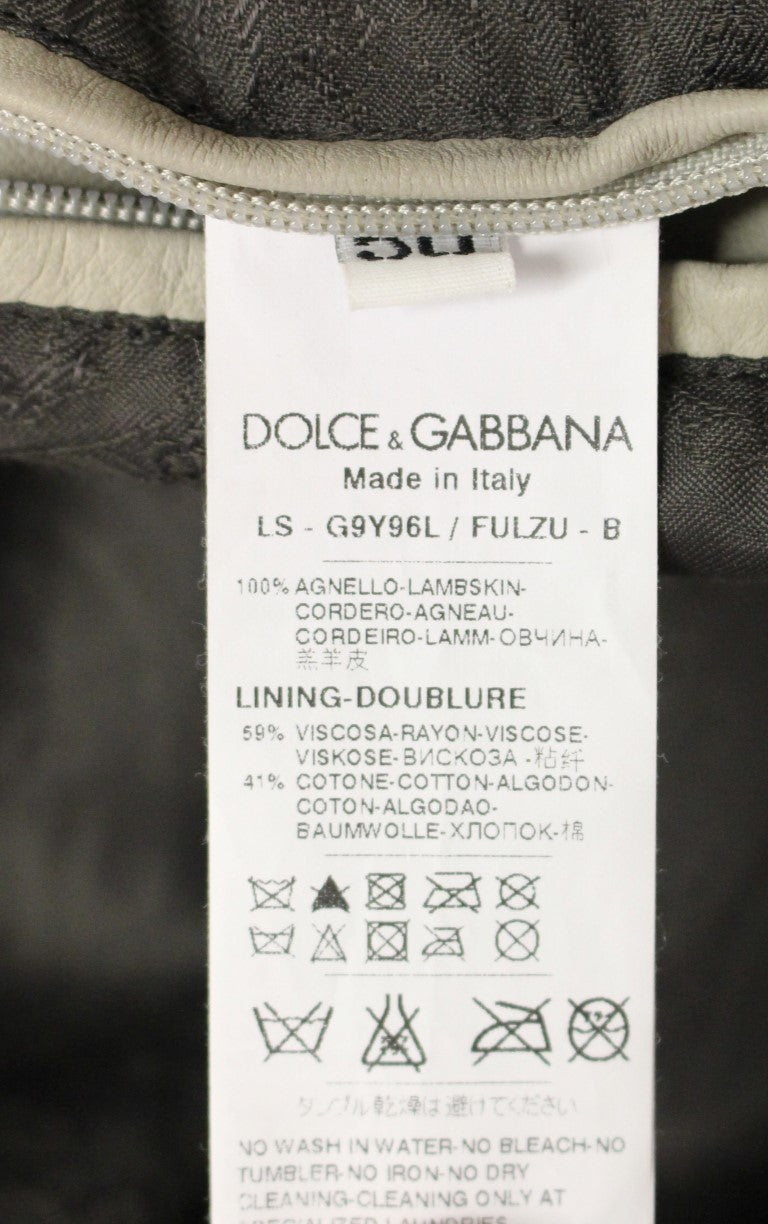 50
DOLCE & GABBANA
Made in Italy
LS - G9Y96L / FULZU - B
100% AGNELLO-LAMBSKIN-
CORDERO-AGNEAU-
CORDEIRO-LAMM-ОВЧИНА-
羔羊皮
LINING-DOUBLURE
59% VISCOSA-RAYON-VISCOSE-
VISKOSE-ВИСКОЗА -粘纤
41% COTONE-COTTON-ALGODON-
COTON-ALGODAO-
BAUMWOLLE-ХЛОПОК-棉
タンブル乾燥は避けてください
NO WASH IN WATER-NO BLEACH-NO
TUMBLER-NO IRON-NO DRY
CLEANING-CLEANING ONLY AT
SPECIALIZED LAUNDRIES